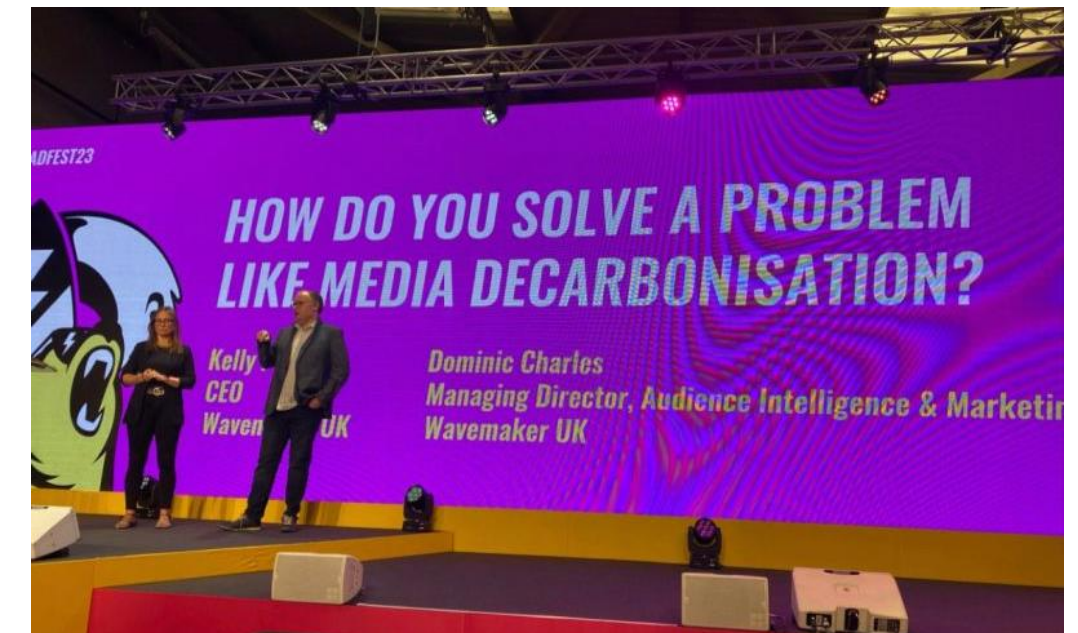 ADFEST23
HOW DO YOU SOLVE A PROBLEM
LIKE MEDIA DECARBONISATION?
Kelly
CEO
UK
Dominic Charles
Managing Director, Audience Intelligence & Marketin
Wavemaker UK